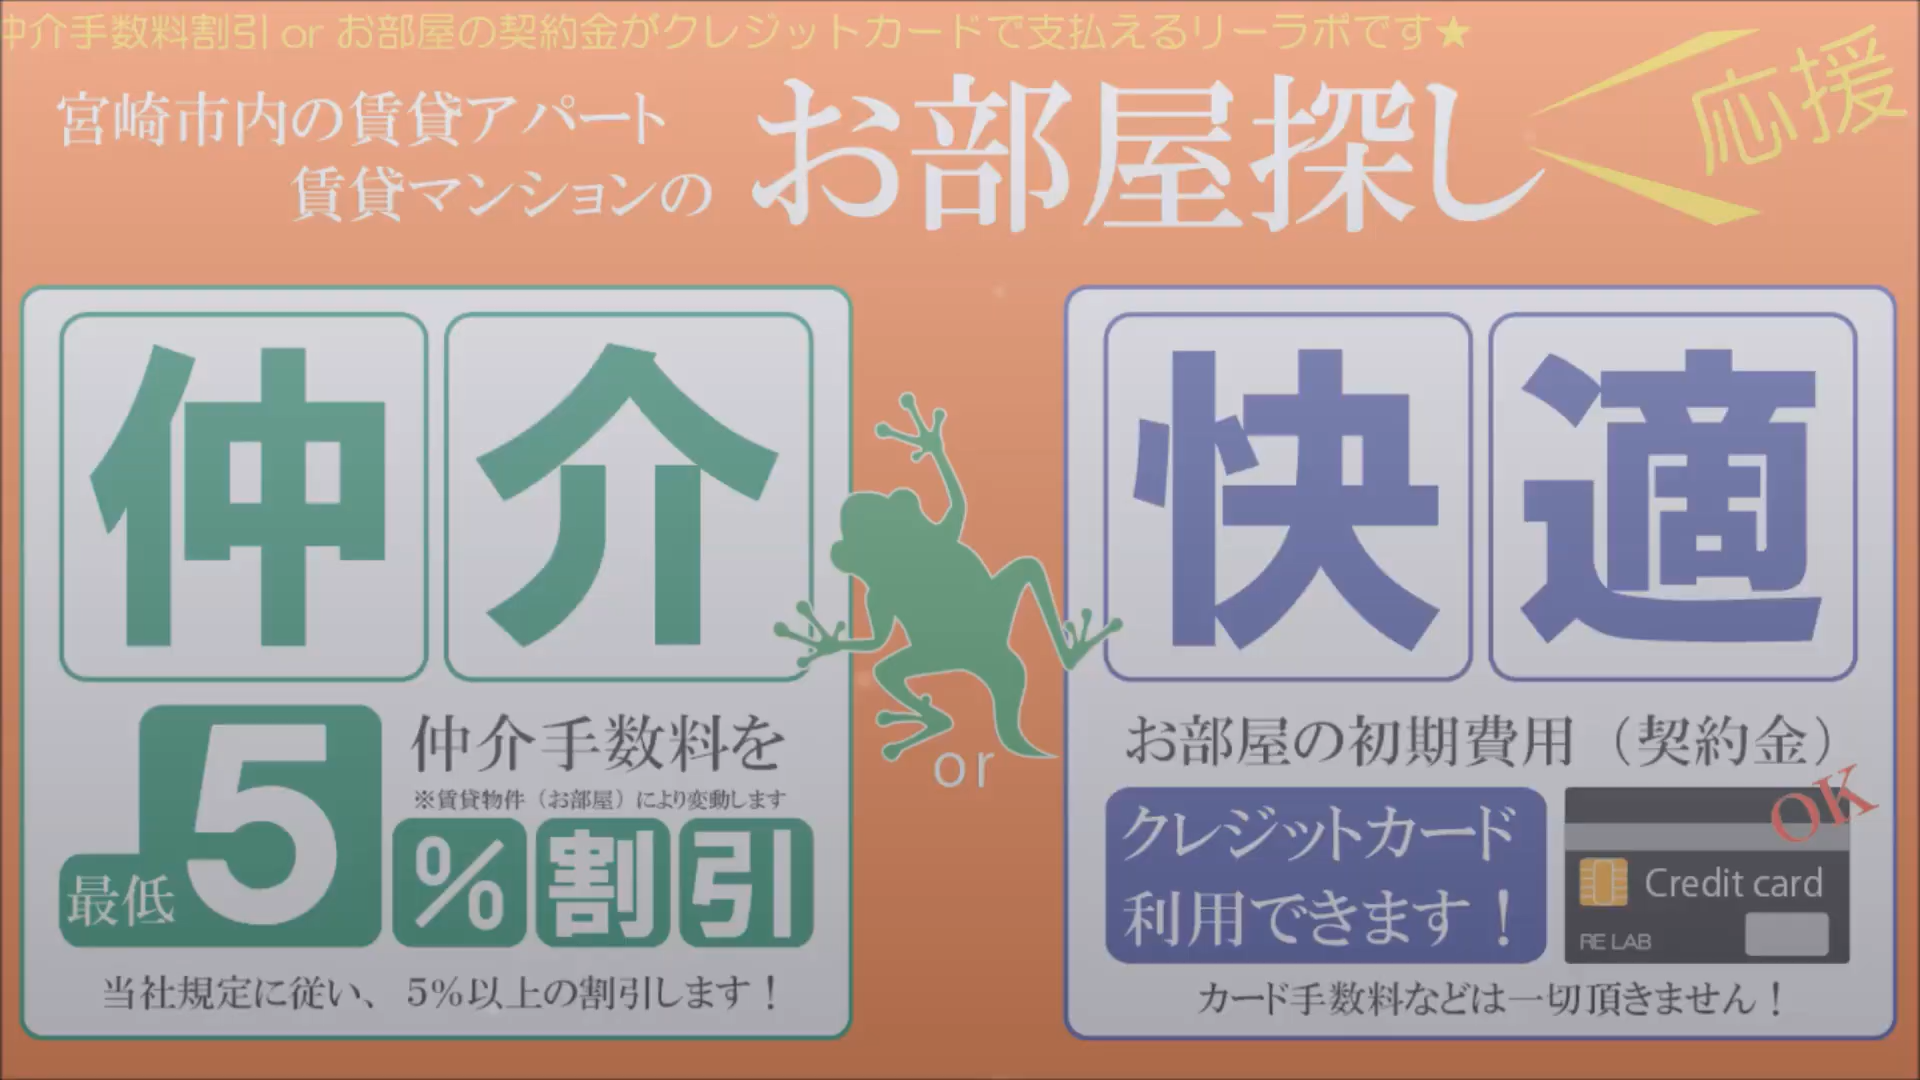 仲介手数料割引 or お部屋の契約金がクレジットカードで支払えるリーラボです★
宮崎市内の賃貸アパート
賃貸マンションの
お部屋探し
応援
仲介
仲介手数料を
※賃貸物件（お部屋）により変動します
最低5%割引
当社規定に従い、5%以上の割引します！
or
快適
お部屋の初期費用（契約金）
クレジットカード
利用できます！
OK
Credit card
RE LAB
カード手数料などは一切頂きません！